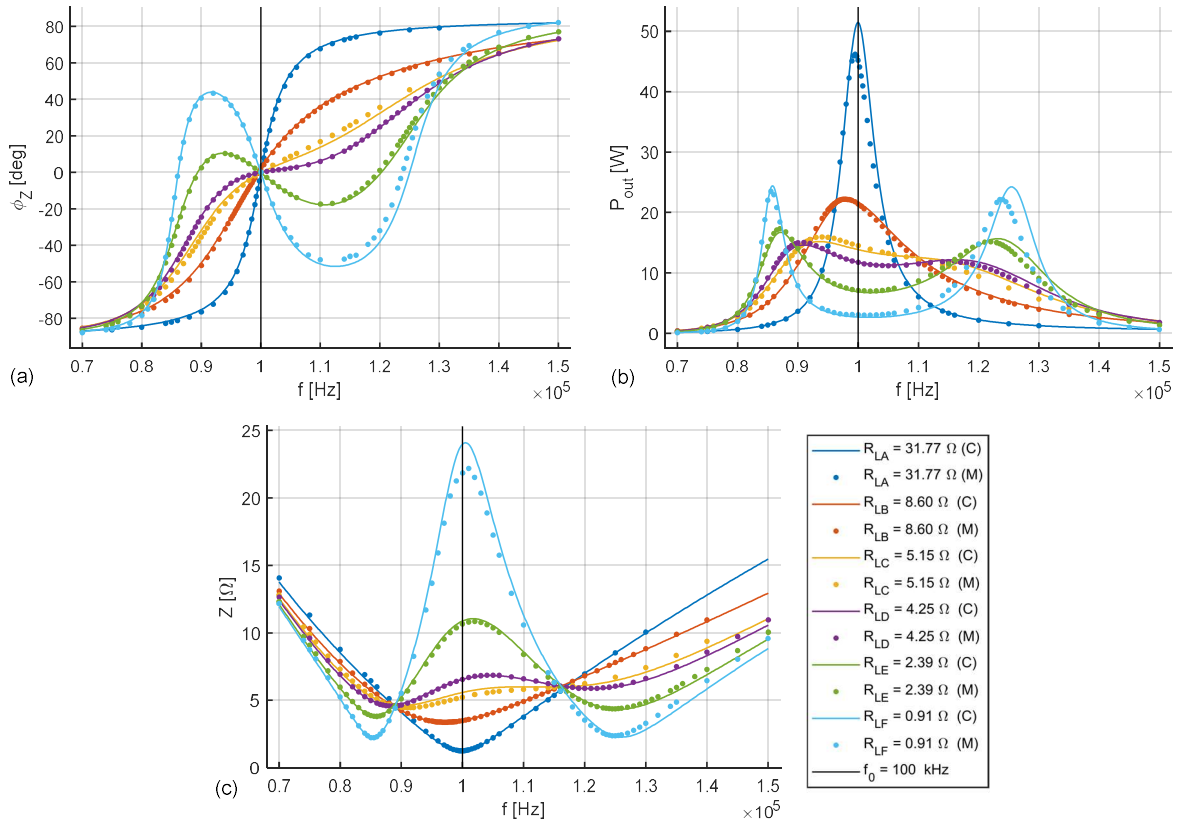 80
60
40
20
0
-20
-40
-60
-80
ϕZ [deg]
0.7 0.8 0.9 1 1.1 1.2 1.3 1.4 1.5
f [Hz]
×10⁵
(a)
50
40
30
20
10
0
Pout [W]
0.7 0.8 0.9 1 1.1 1.2 1.3 1.4 1.5
f [Hz]
×10⁵
(b)
25
20
15
10
5
0
Z [Ω]
0.7 0.8 0.9 1 1.1 1.2 1.3 1.4 1.5
f [Hz]
×10⁵
(c)
RLA = 31.77 Ω (C)
RLA = 31.77 Ω (M)
RLB = 8.60 Ω (C)
RLB = 8.60 Ω (M)
RLC = 5.15 Ω (C)
RLC = 5.15 Ω (M)
RLD = 4.25 Ω (C)
RLD = 4.25 Ω (M)
RLE = 2.39 Ω (C)
RLE = 2.39 Ω (M)
RLF = 0.91 Ω (C)
RLF = 0.91 Ω (M)
f0 = 100 kHz